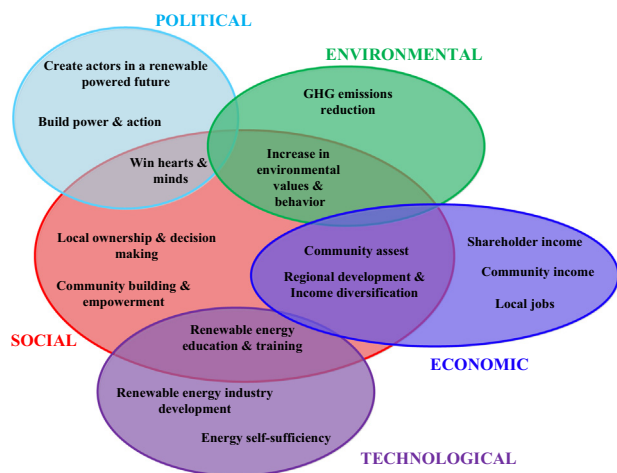 POLITICAL
Create actors in a renewable
powered future
Build power & action
Win hearts &
minds
ENVIRONMENTAL
GHG emissions
reduction
Increase in
environmental
values &
behavior
Local ownership & decision
making
Community building &
empowerment
SOCIAL
Community assest
Regional development &
Income diversification
Shareholder income
Community income
Local jobs
ECONOMIC
Renewable energy
education & training
Renewable energy industry
development
Energy self-sufficiency
TECHNOLOGICAL